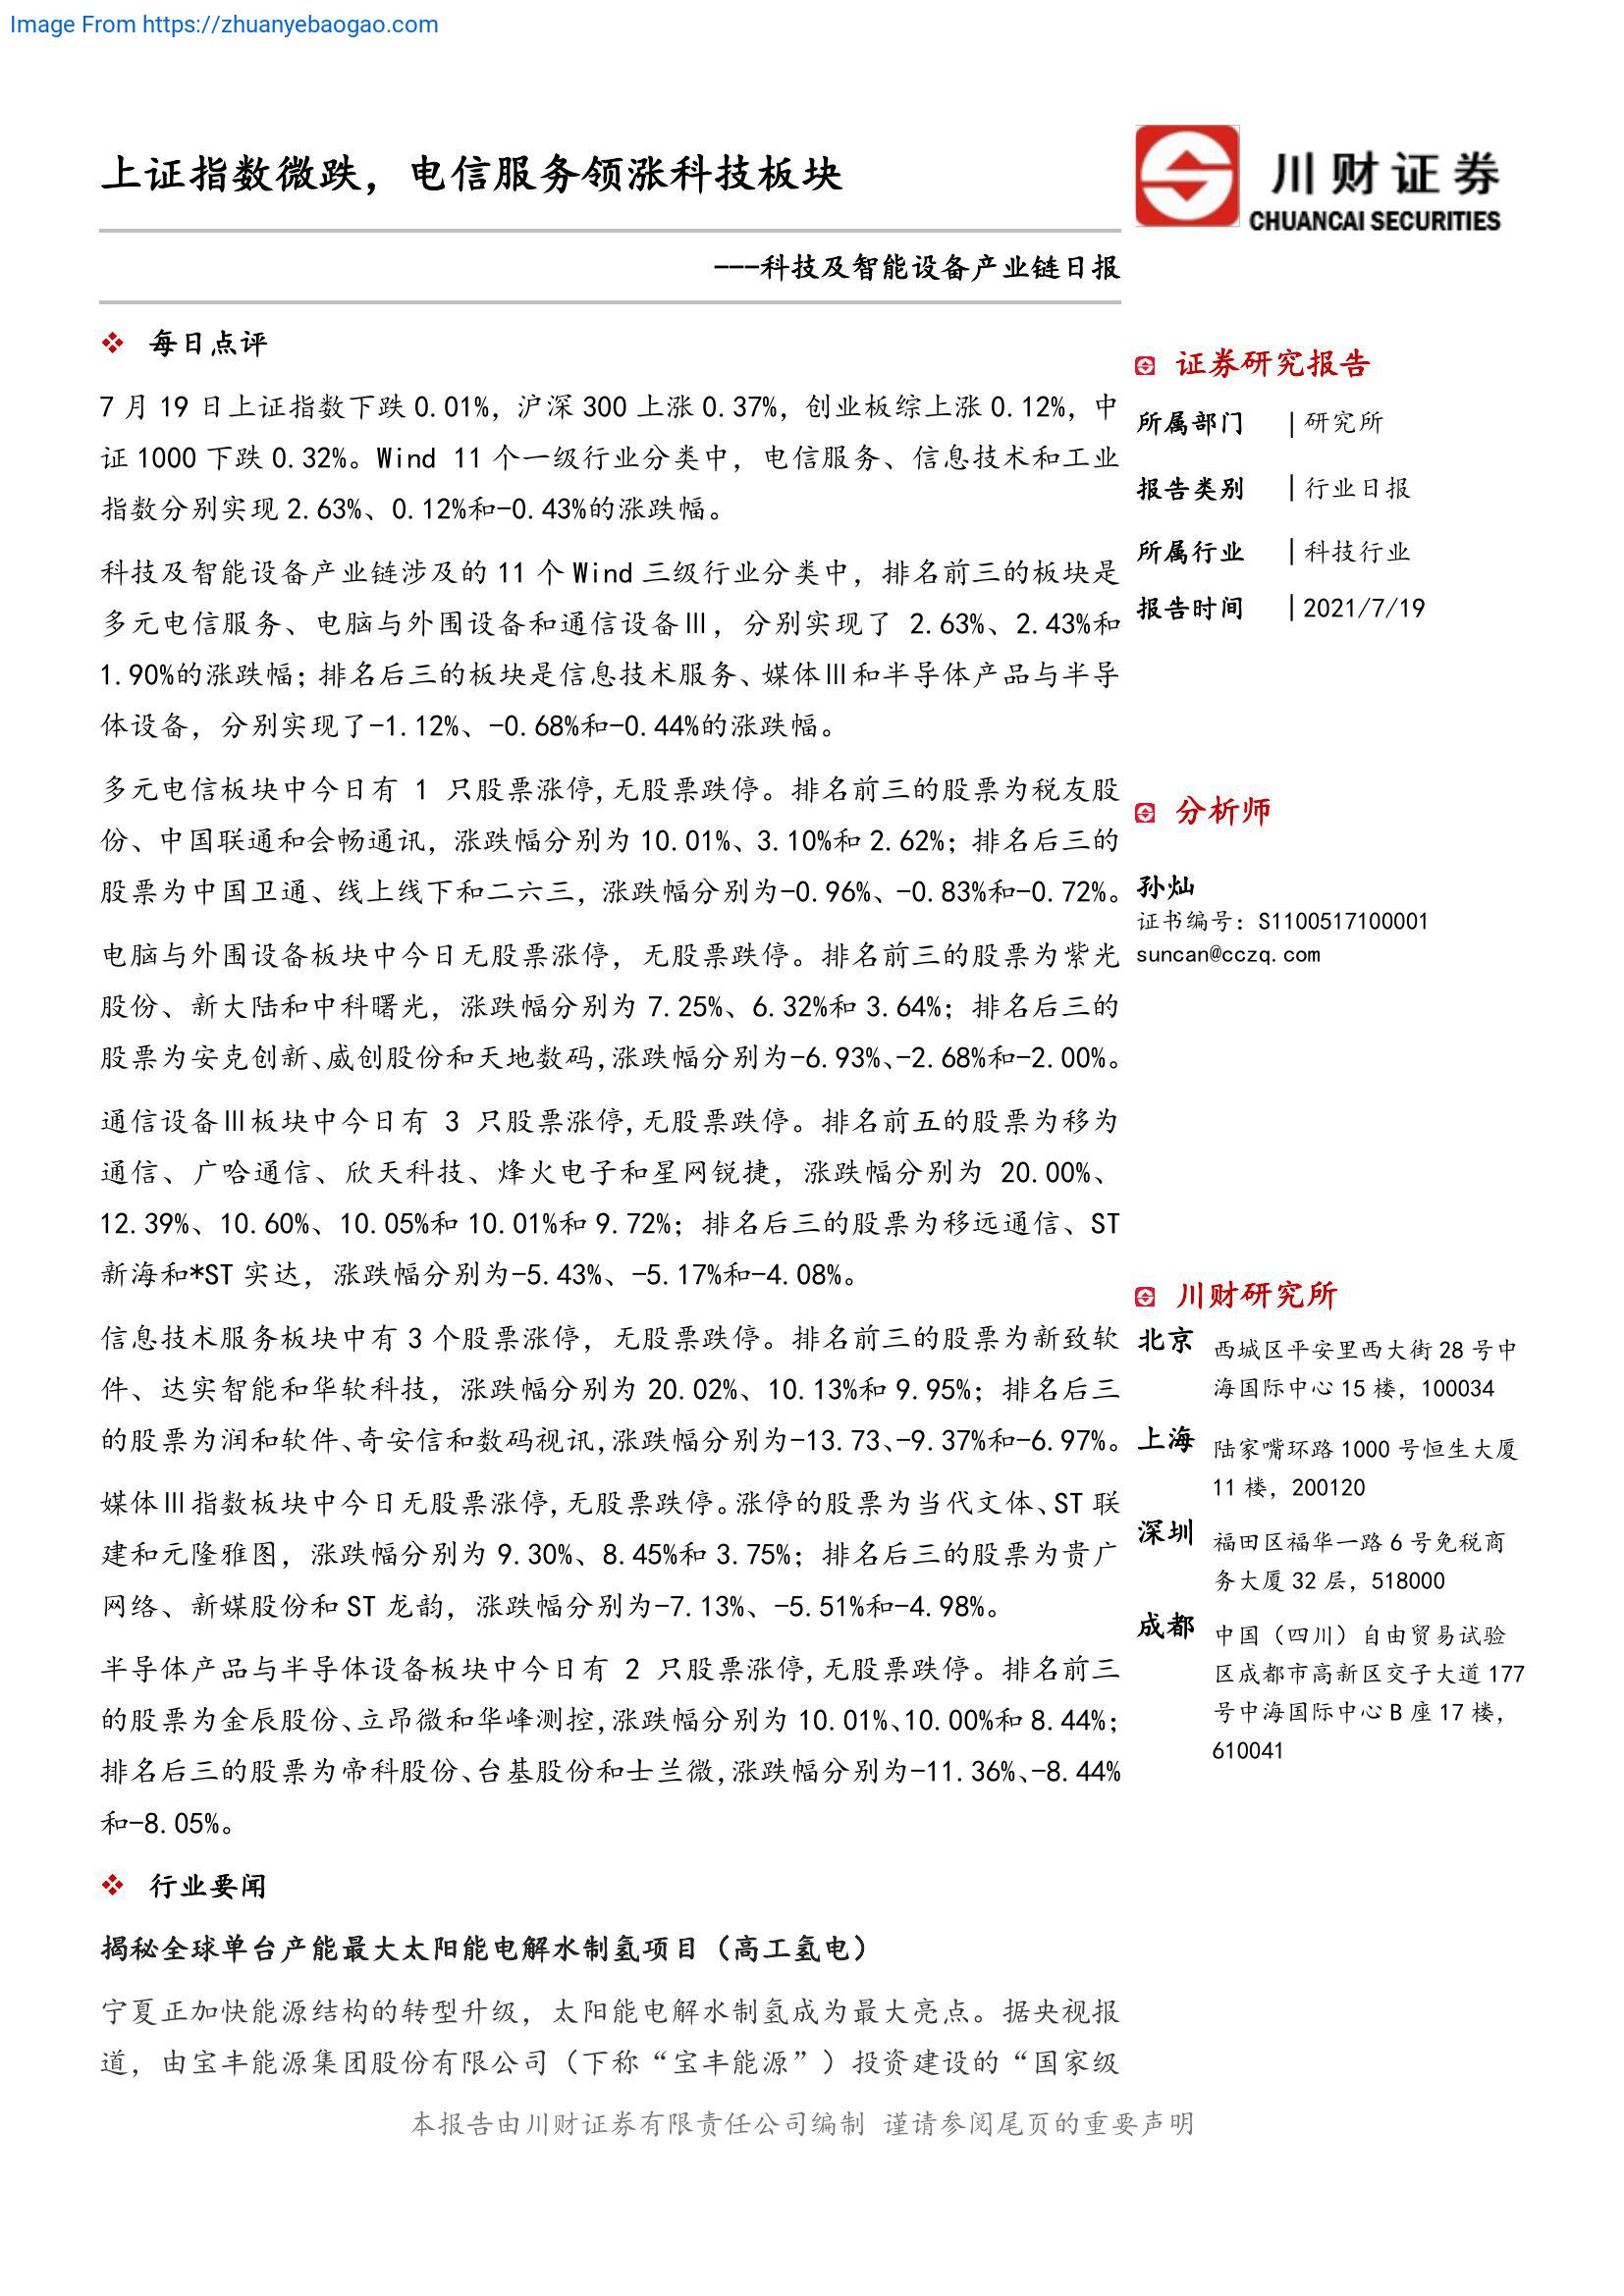 Image From https://zhuanyebaogao.com
上证指数微跌，电信服务领涨科技板块
川财证券
CHUANCAI SECURITIES
---科技及智能设备产业链日报
每日点评
7 月 19 日上证指数下跌 0.01%，沪深 300 上涨 0.37%，创业板综上涨 0.12%，中
证 1000 下跌 0.32%。Wind 11 个一级行业分类中，电信服务、信息技术和工业
指数分别实现 2.63%、0.12%和-0.43%的涨跌幅。
科技及智能设备产业链涉及的 11 个 Wind 三级行业分类中，排名前三的板块是
多元电信服务、电脑与外围设备和通信设备Ⅲ，分别实现了 2.63%、2.43%和
1.90%的涨跌幅；排名后三的板块是信息技术服务、媒体Ⅲ和半导体产品与半导
体设备，分别实现了-1.12%、-0.68%和-0.44%的涨跌幅。
多元电信板块中今日有 1 只股票涨停,无股票跌停。排名前三的股票为税友股
份、中国联通和会畅通讯，涨跌幅分别为 10.01%、3.10%和 2.62%；排名后三的
股票为中国卫通、线上线下和二六三，涨跌幅分别为-0.96%、-0.83%和-0.72%。
电脑与外围设备板块中今日无股票涨停，无股票跌停。排名前三的股票为紫光
股份、新大陆和中科曙光，涨跌幅分别为 7.25%、6.32%和 3.64%；排名后三的
股票为安克创新、威创股份和天地数码,涨跌幅分别为-6.93%、-2.68%和-2.00%。
通信设备Ⅲ板块中今日有 3 只股票涨停,无股票跌停。排名前五的股票为移为
通信、广哈通信、欣天科技、烽火电子和星网锐捷，涨跌幅分别为 20.00%、
12.39%、10.60%、10.05%和 10.01%和 9.72%；排名后三的股票为移远通信、ST
新海和*ST 实达，涨跌幅分别为-5.43%、-5.17%和-4.08%。
信息技术服务板块中有 3 个股票涨停，无股票跌停。排名前三的股票为新致软
件、达实智能和华软科技，涨跌幅分别为 20.02%、10.13%和 9.95%；排名后三
的股票为润和软件、奇安信和数码视讯,涨跌幅分别为-13.73、-9.37%和-6.97%。
媒体Ⅲ指数板块中今日无股票涨停,无股票跌停。涨停的股票为当代文体、ST 联
建和元隆雅图，涨跌幅分别为 9.30%、8.45%和 3.75%；排名后三的股票为贵广
网络、新媒股份和 ST 龙韵，涨跌幅分别为-7.13%、-5.51%和-4.98%。
半导体产品与半导体设备板块中今日有 2 只股票涨停,无股票跌停。排名前三
的股票为金辰股份、立昂微和华峰测控,涨跌幅分别为 10.01%、10.00%和 8.44%；
排名后三的股票为帝科股份、台基股份和士兰微,涨跌幅分别为-11.36%、-8.44%
和-8.05%。
行业要闻
揭秘全球单台产能最大太阳能电解水制氢项目（高工氢电）
宁夏正加快能源结构的转型升级，太阳能电解水制氢成为最大亮点。据央视报
道，由宝丰能源集团股份有限公司（下称“宝丰能源”）投资建设的“国家级
证券研究报告
所属部门 | 研究所
报告类别 | 行业日报
所属行业 | 科技行业
报告时间 | 2021/7/19
分析师
孙灿
证书编号：S1100517100001
suncan@cczq.com
川财研究所
北京 西城区平安里西大街 28 号中
海国际中心 15 楼，100034
上海 陆家嘴环路 1000 号恒生大厦
11 楼，200120
深圳 福田区福华一路 6 号免税商
务大厦 32 层，518000
成都 中国（四川）自由贸易试验
区成都市高新区交子大道 177
号中海国际中心 B 座 17 楼，
610041
本报告由川财证券有限责任公司编制 谨请参阅尾页的重要声明